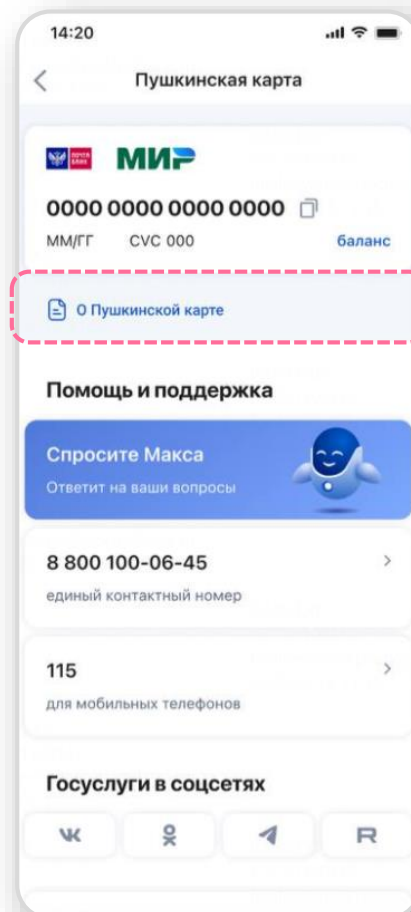 14:20
Пушкинская карта
ПОЧТА БАНК МИР
0000 0000 0000 0000
ММ/ГГ CVC 000 баланс
О Пушкинской карте
Помощь и поддержка
Спросите Макса
Ответит на ваши вопросы
8 800 100-06-45
единый контактный номер
115
для мобильных телефонов
Госуслуги в соцсетях